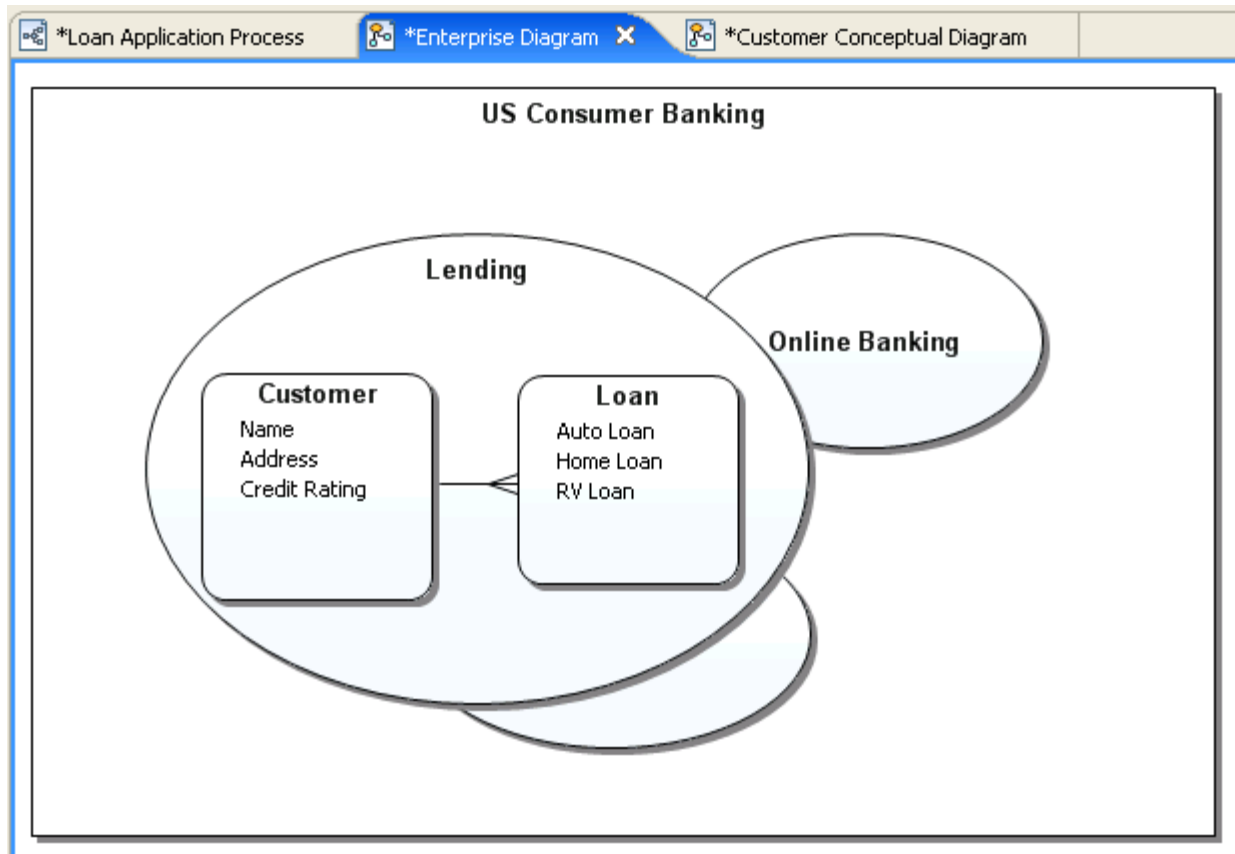 *Loan Application Process
*Enterprise Diagram
*Customer Conceptual Diagram
US Consumer Banking
Lending
Online Banking
Customer
Name
Address
Credit Rating
Loan
Auto Loan
Home Loan
RV Loan